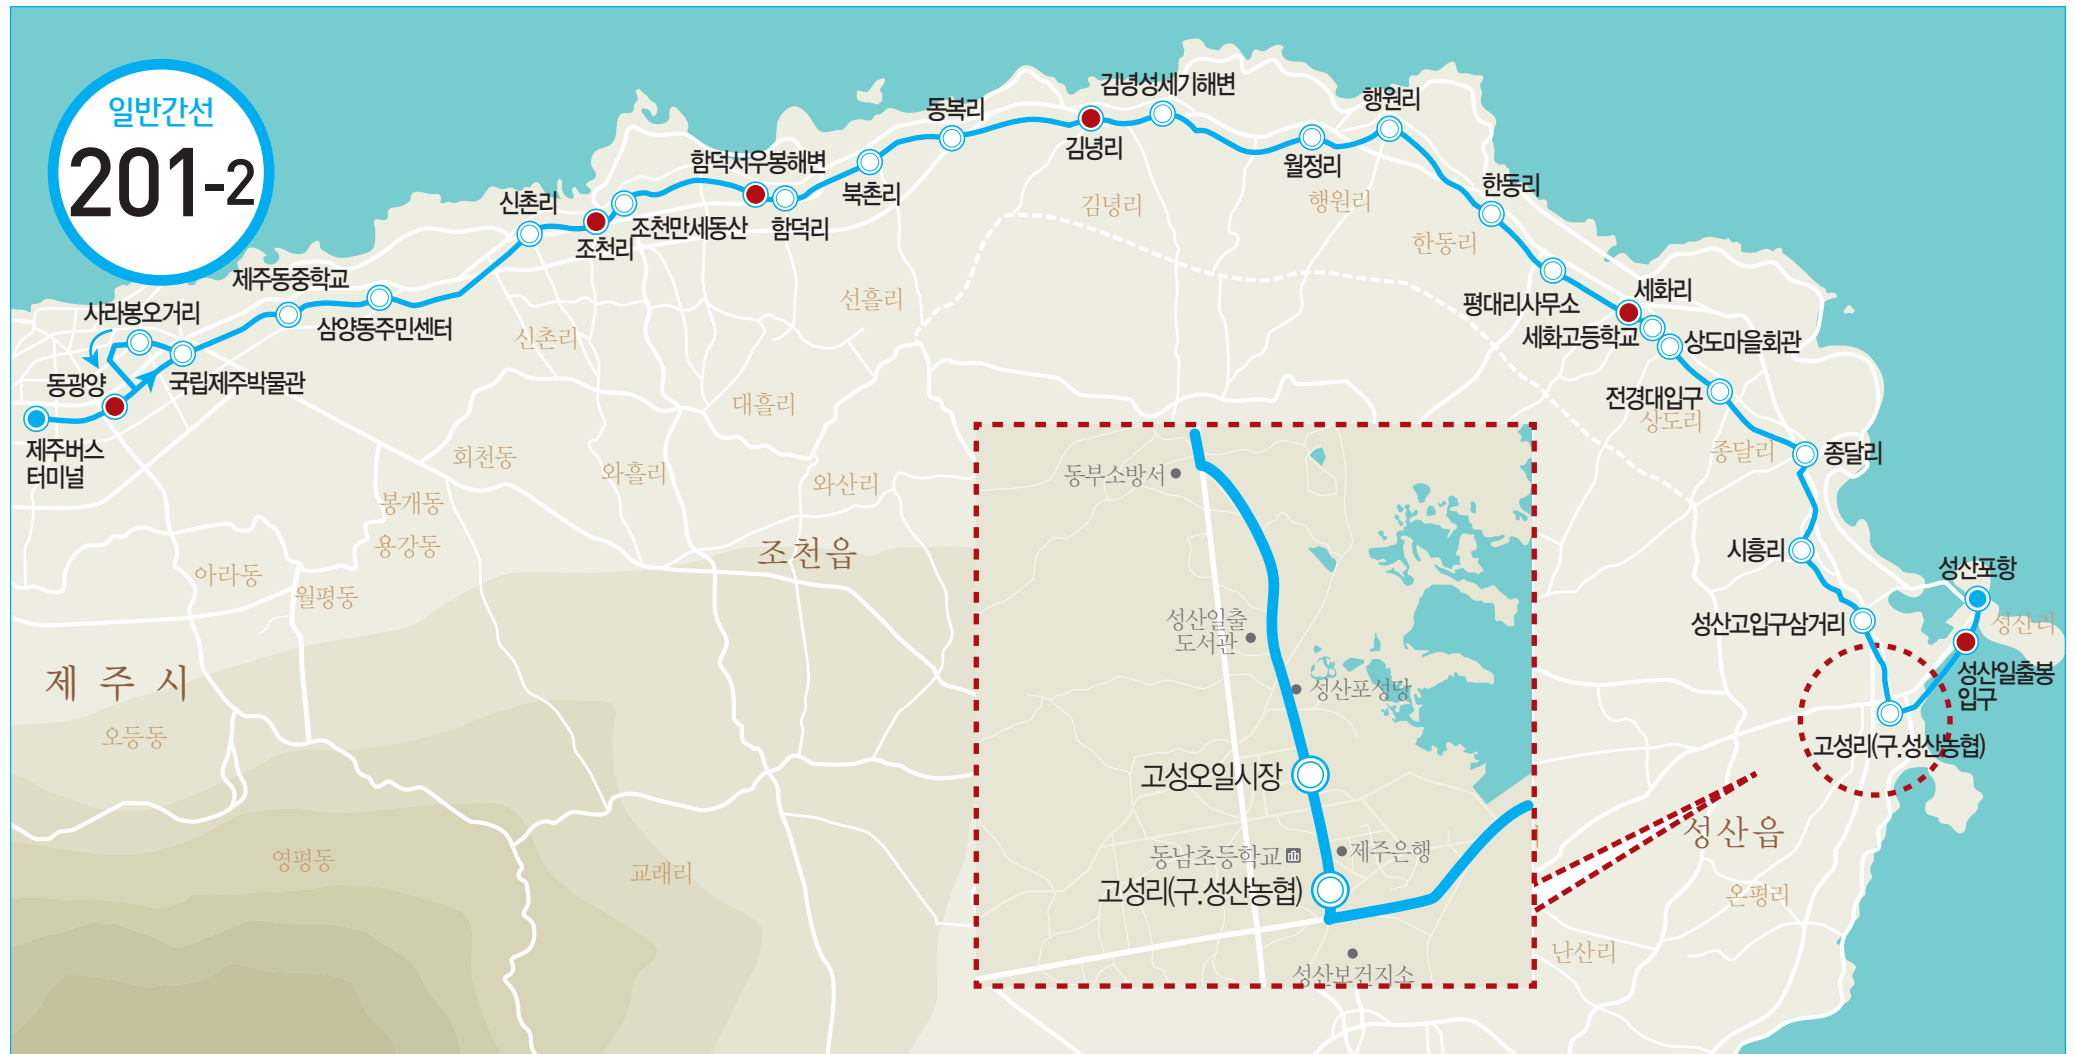 일반간선
201-2
김녕성세기해변
행원리
동복리
김녕리
월정리
함덕서우봉해변
북촌리
한동리
신촌리
조천만세동산
함덕리
조천리
김녕리
행원리
한동리
제주동중학교
사라봉오거리
삼양동주민센터
선흘리
신촌리
평대리사무소
세화리
세화고등학교
상도마을회관
동광양
국립제주박물관
전경대입구
대흘리
상도리
제주버스
터미널
회천동
와흘리
와산리
종달리
종달리
봉개동
용강동
조천읍
아라동
월평동
시흥리
성산포항
성산고입구삼거리
성산리
성산일출봉
입구
고성리(구.성산농협)
제주시
오등동
영평동
교래리
동부소방서
성산일출
도서관
성산포성당
고성오일시장
동남초등학교
제주은행
고성리(구.성산농협)
성산보건지소
성산읍
온평리
난산리